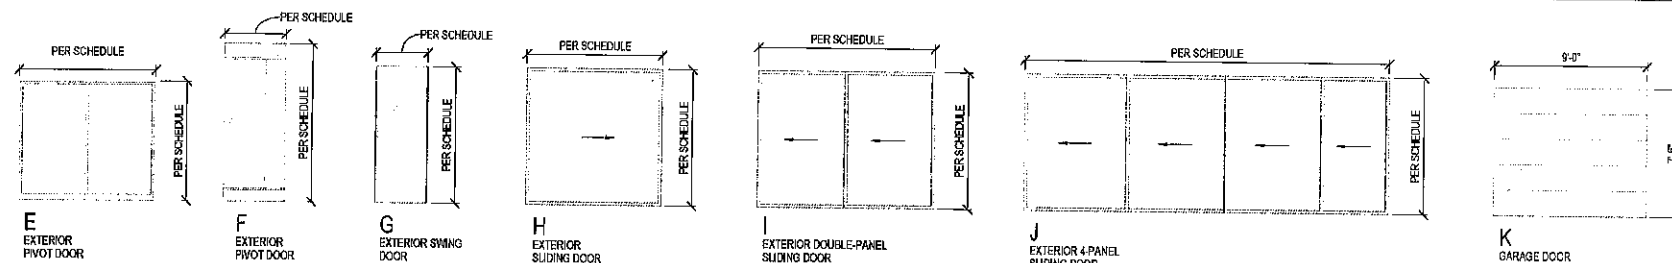 PER SCHEDULE
PER SCHEDULE
E
EXTERIOR
PIVOT DOOR
PER SCHEDULE
PER SCHEDULE
F
EXTERIOR
PIVOT DOOR
PER SCHEDULE
PER SCHEDULE
G
EXTERIOR SWING
DOOR
PER SCHEDULE
PER SCHEDULE
H
EXTERIOR
SLIDING DOOR
PER SCHEDULE
PER SCHEDULE
I
EXTERIOR DOUBLE-PANEL
SLIDING DOOR
PER SCHEDULE
PER SCHEDULE
J
EXTERIOR 4-PANEL
SLIDING DOOR
9'-0"
K
GARAGE DOOR